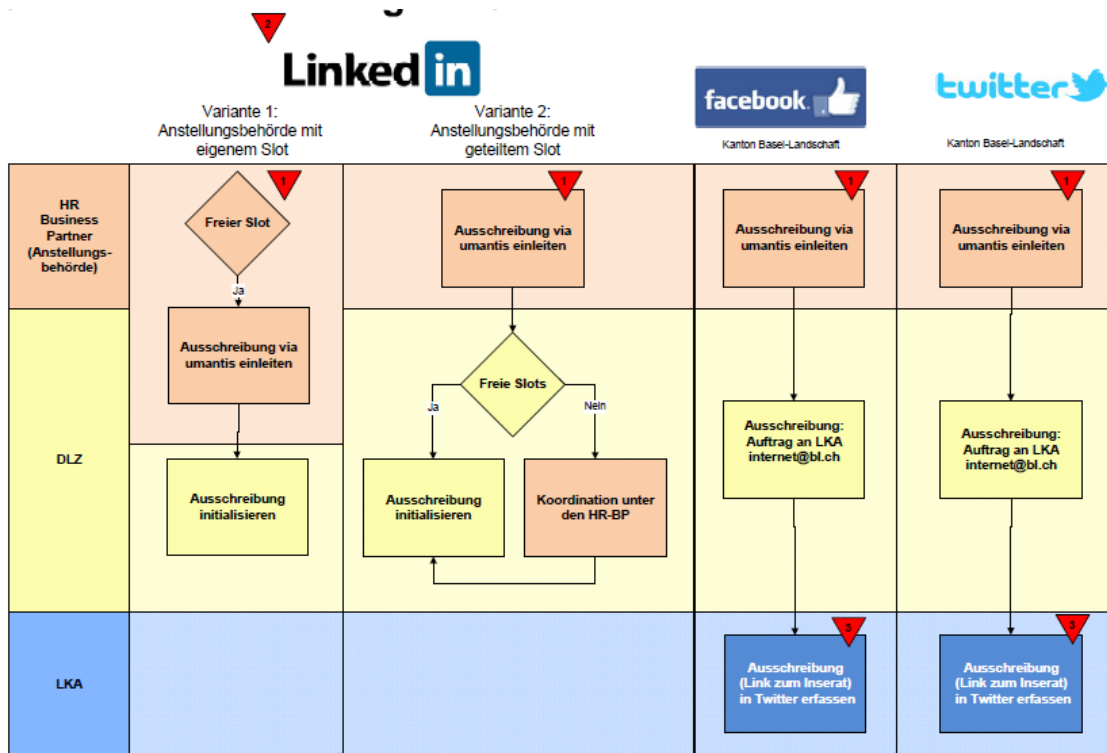 2
Linked in
facebook.
twitter
Variante 1:
Anstellungsbehörde mit
eigenem Slot
Variante 2:
Anstellungsbehörde mit
geteiltem Slot
Kanton Basel-Landschaft
Kanton Basel-Landschaft
HR
Business
Partner
(Anstellungs-
behörde)
1
Freier Slot
Ja
Ausschreibung via
umantis einleiten
1
Ausschreibung via
umantis einleiten
1
Ausschreibung via
umantis einleiten
1
Ausschreibung via
umantis einleiten
DLZ
Ausschreibung
initialisieren
Freie Slots
Ja
Nein
Ausschreibung
initialisieren
Koordination unter
den HR-BP
Ausschreibung:
Auftrag an LKA
internet@bl.ch
Ausschreibung:
Auftrag an LKA
internet@bl.ch
LKA
3
Ausschreibung
(Link zum Inserat)
in Twitter erfassen
3
Ausschreibung
(Link zum Inserat)
in Twitter erfassen